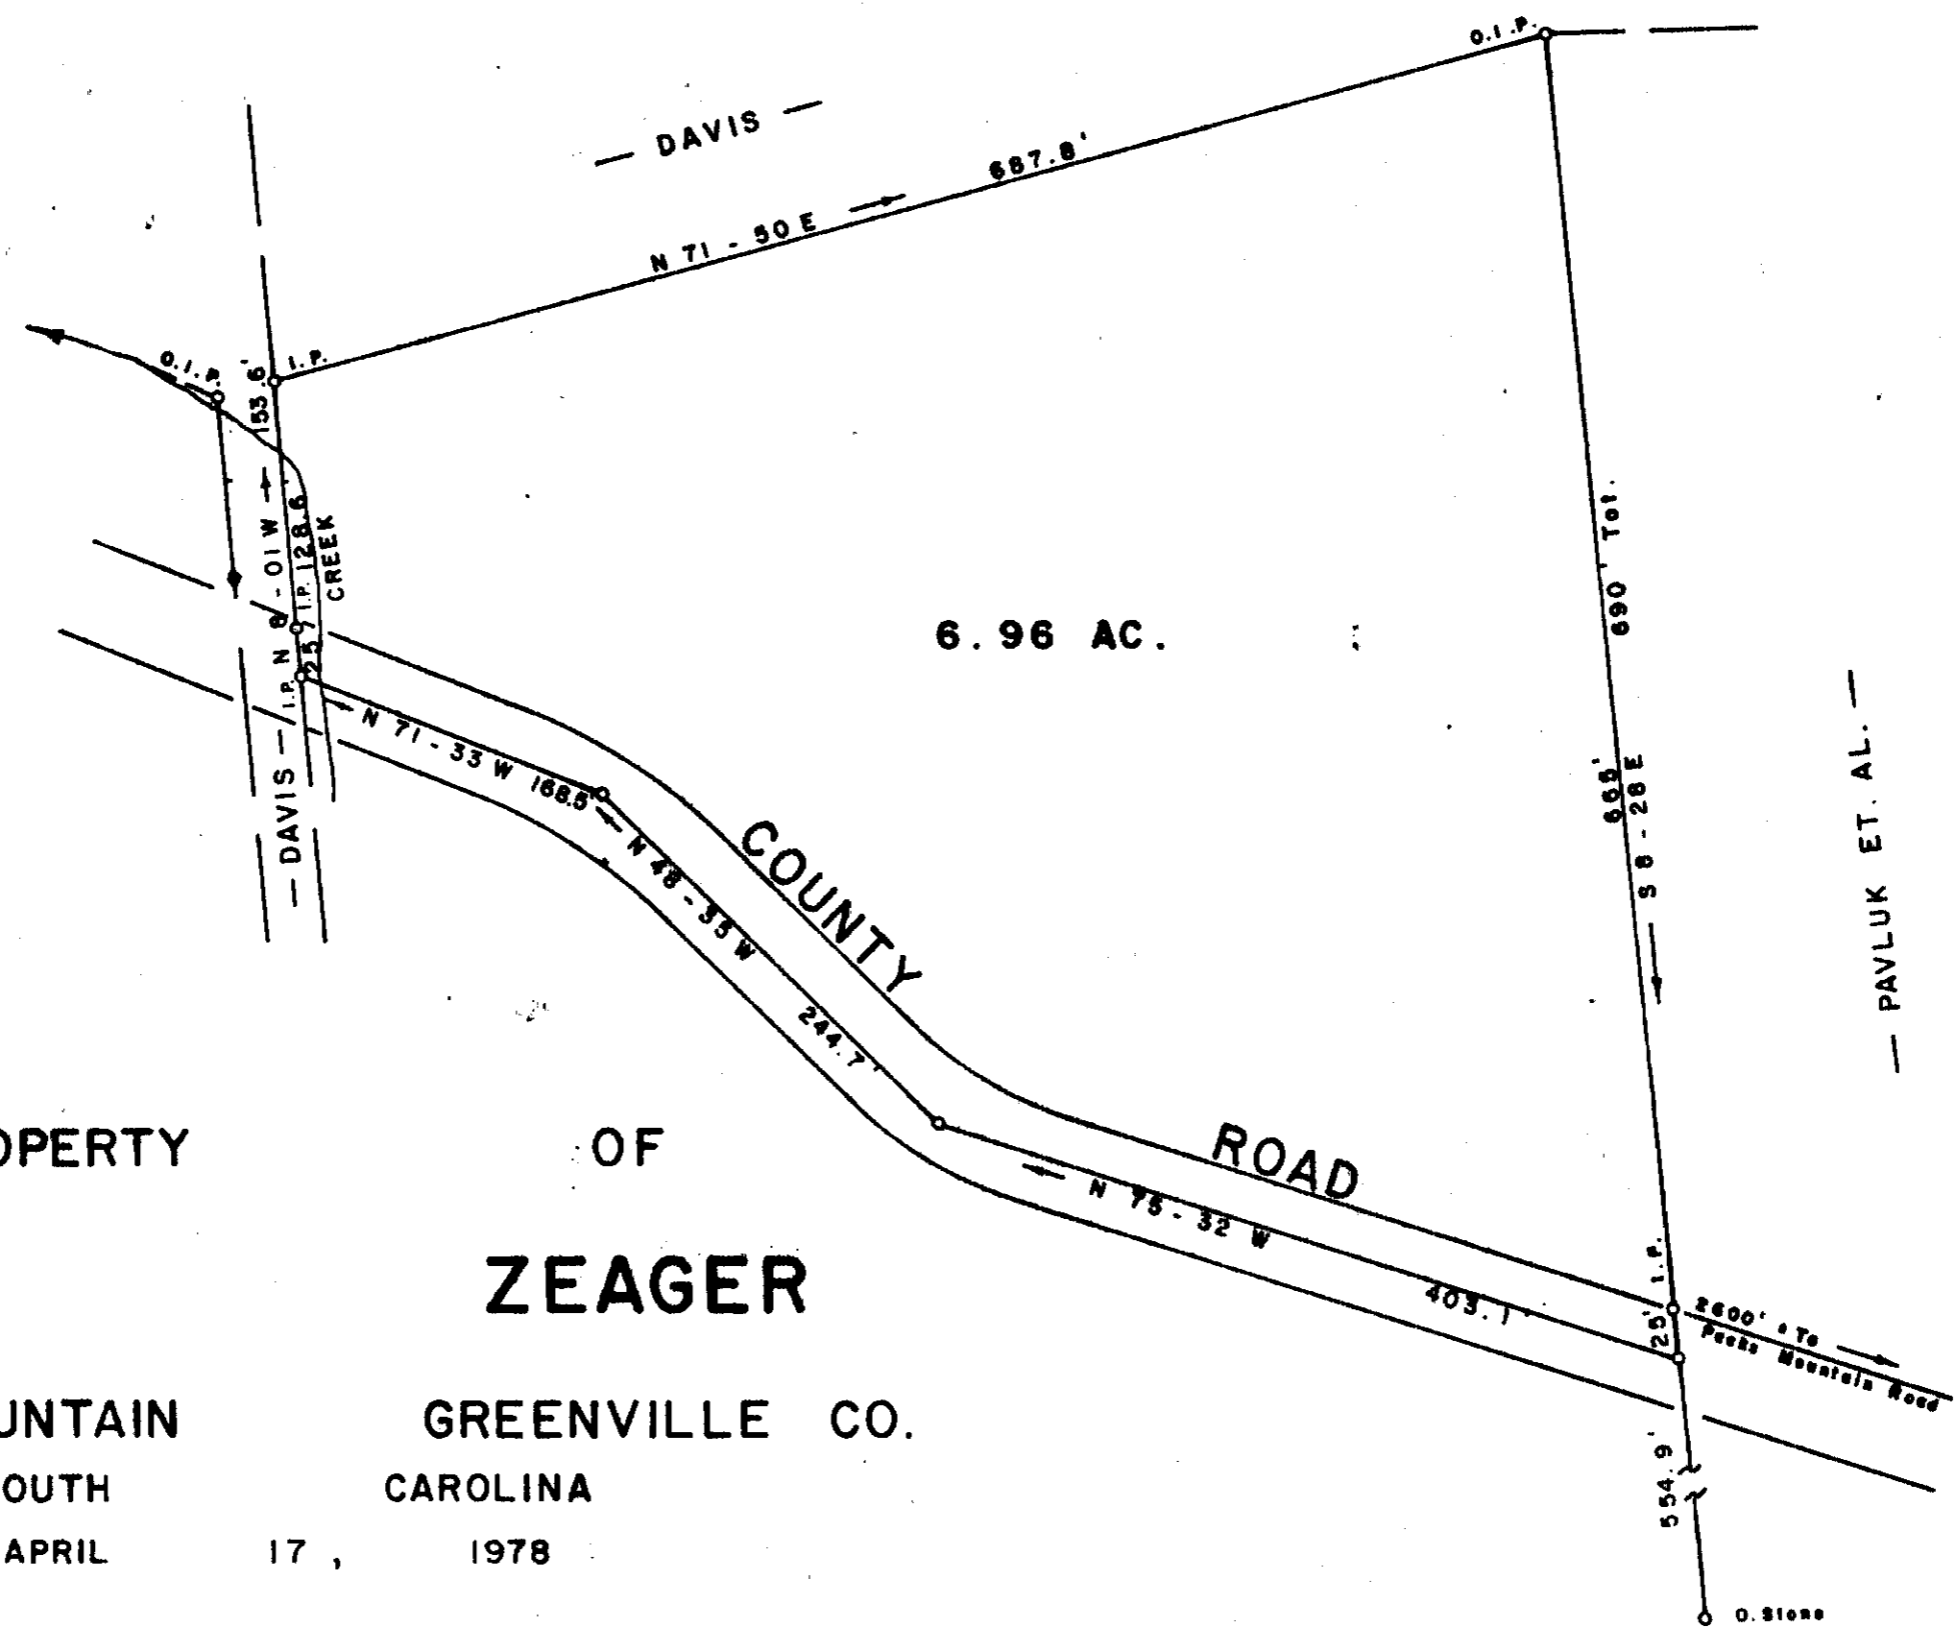 O.I.P.
— DAVIS —
687.8'
N 71 - 50 E
O.I.P.
I.P.
153.6'
N 8 - 01 W
128.6'
I.P.
25.7
CREEK
I.P.
— DAVIS —
6.96 AC.
690' Tot.
665'
S 8 - 28 E
— PAVLUK ET. AL. —
N 71 - 33 W 168.5'
N 48 - 35 W
244.7'
COUNTY
ROAD
N 75 - 32 W
403.1'
I.P.
25'
2600' ± To
Packs Mountain Road
554.9'
O. Stone
OPERTY OF
ZEAGER
UNTAIN GREENVILLE CO.
OUTH CAROLINA
APRIL 17, 1978